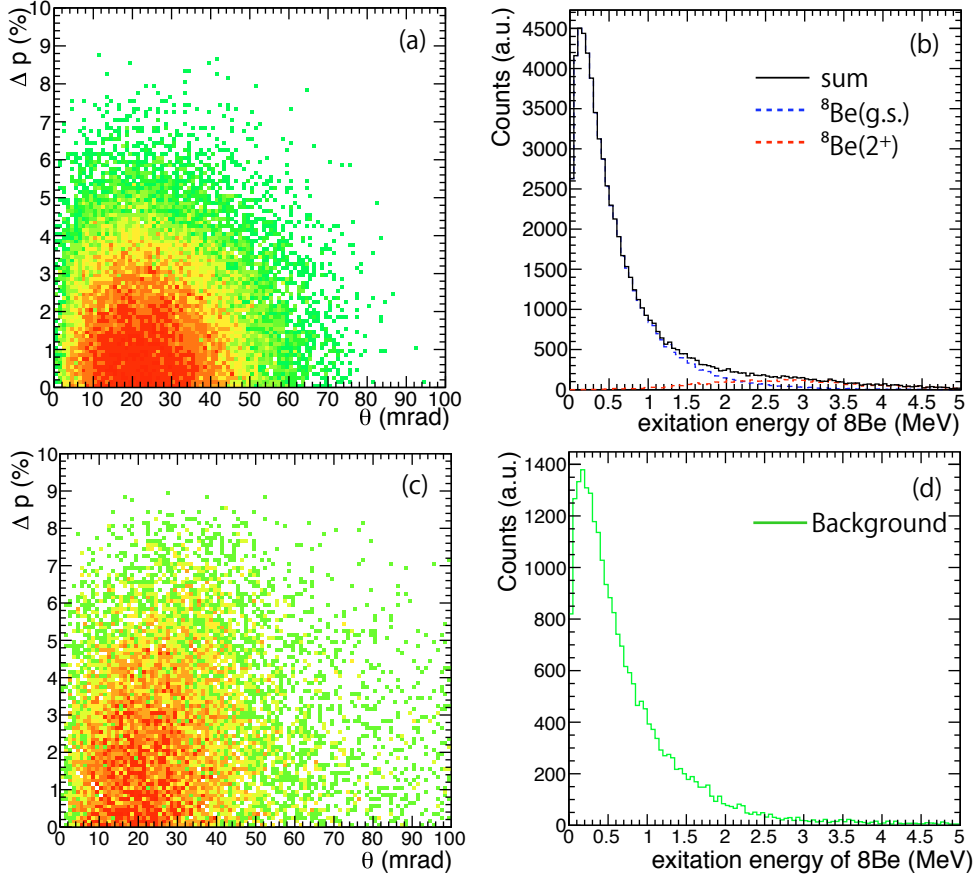 Δ p (%)
10
9
8
7
6
5
4
3
2
1
0
(a)
0 10 20 30 40 50 60 70 80 90 100
θ (mrad)
Counts (a.u.)
4500
4000
3500
3000
2500
2000
1500
1000
500
0
(b)
sum
⁸Be(g.s.)
⁸Be(2⁺)
0 0.5 1 1.5 2 2.5 3 3.5 4 4.5 5
exitation energy of 8Be (MeV)
Δ p (%)
10
9
8
7
6
5
4
3
2
1
0
(c)
0 10 20 30 40 50 60 70 80 90 100
θ (mrad)
Counts (a.u.)
1400
1200
1000
800
600
400
200
0
(d)
Background
0 0.5 1 1.5 2 2.5 3 3.5 4 4.5 5
exitation energy of 8Be (MeV)